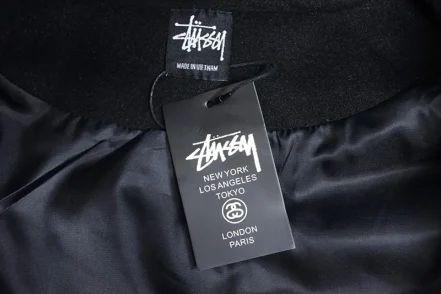 Stüssy
MADE IN VIETNAM
Stüssy
NEW YORK
LOS ANGELES
TOKYO
LONDON
PARIS